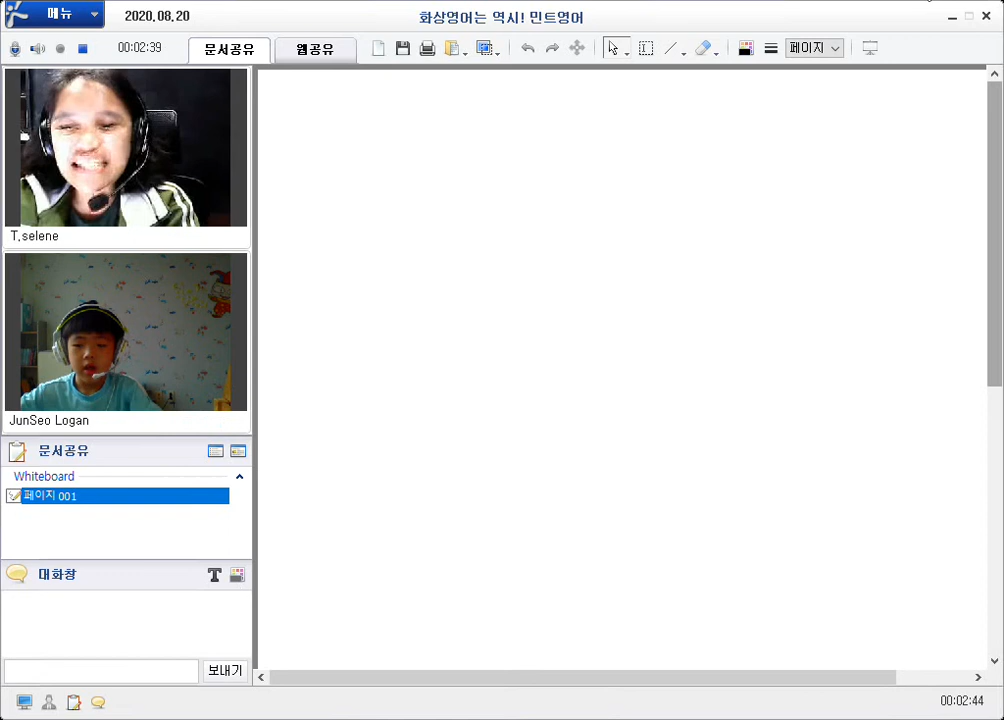 메뉴
2020.08.20
화상영어는 역시! 민트영어
00:02:39
문서공유
웹공유
페이지
T.selene
JunSeo Logan
문서공유
Whiteboard
페이지 001
대화창
T
보내기
00:02:44